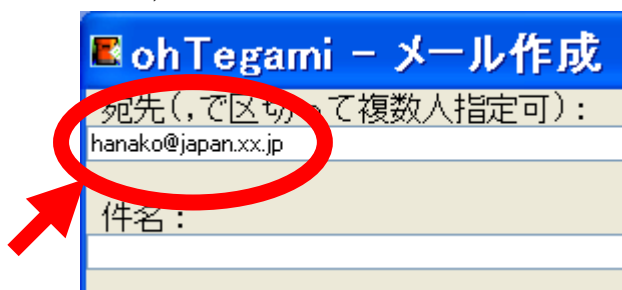 ohTegami - メール作成
宛先(,で区切って複数人指定可):
hanako@japan.xx.jp
件名: